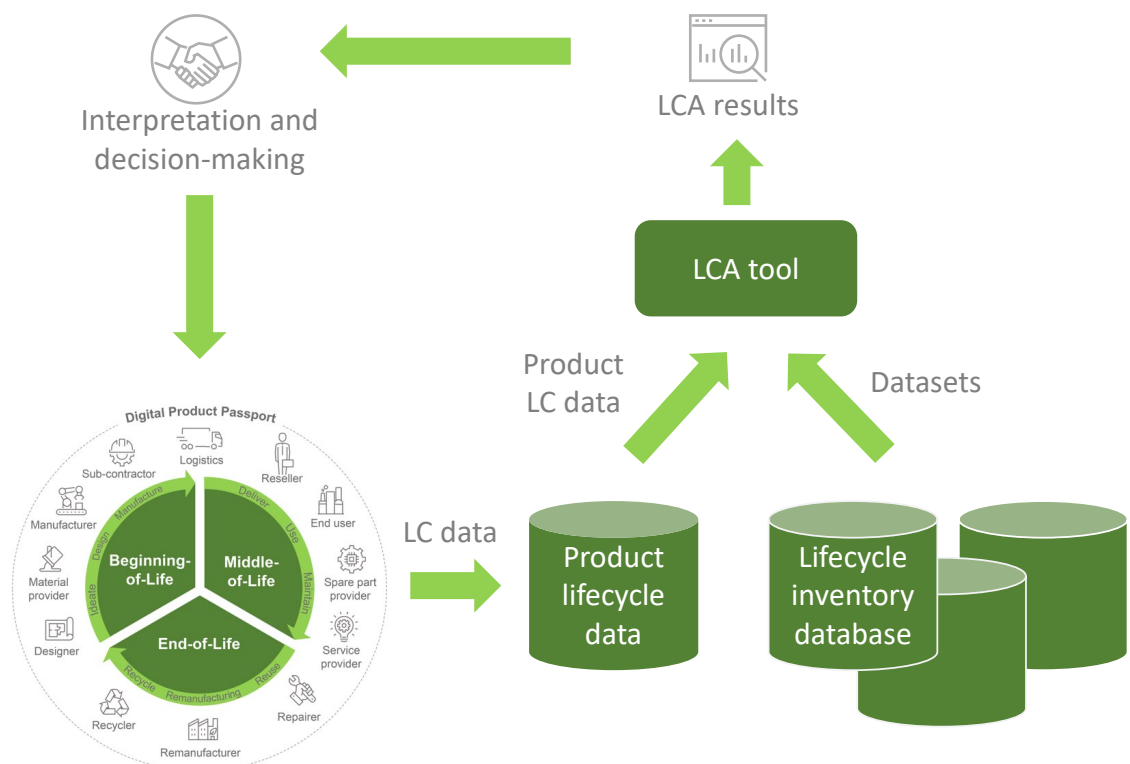 LCA results
Interpretation and
decision-making
LCA tool
Product
LC data
Datasets
Digital Product Passport
Logistics
Sub-contractor
Reseller
Manufacturer
End user
Material
provider
Spare part
provider
Designer
Service
provider
Recycler
Repairer
Remanufacturer
Ideate
Design
Manufacture
Deliver
Use
Maintain
Reuse
Remanufacturing
Recycle
Beginning-
of-Life
Middle-
of-Life
End-of-Life
LC data
Product
lifecycle
data
Lifecycle
inventory
database